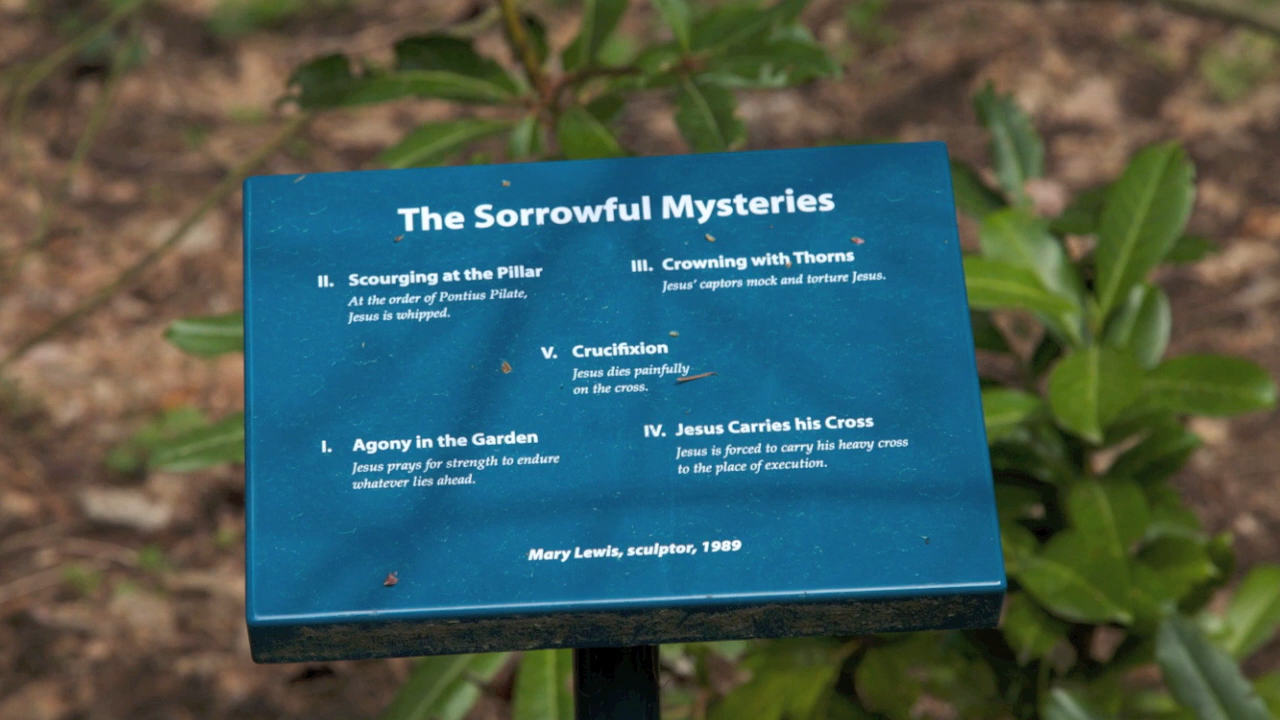 The Sorrowful Mysteries
II. Scourging at the Pillar
At the order of Pontius Pilate,
Jesus is whipped.
III. Crowning with Thorns
Jesus' captors mock and torture Jesus.
V. Crucifixion
Jesus dies painfully
on the cross.
I. Agony in the Garden
Jesus prays for strength to endure
whatever lies ahead.
IV. Jesus Carries his Cross
Jesus is forced to carry his heavy cross
to the place of execution.
Mary Lewis, sculptor, 1989